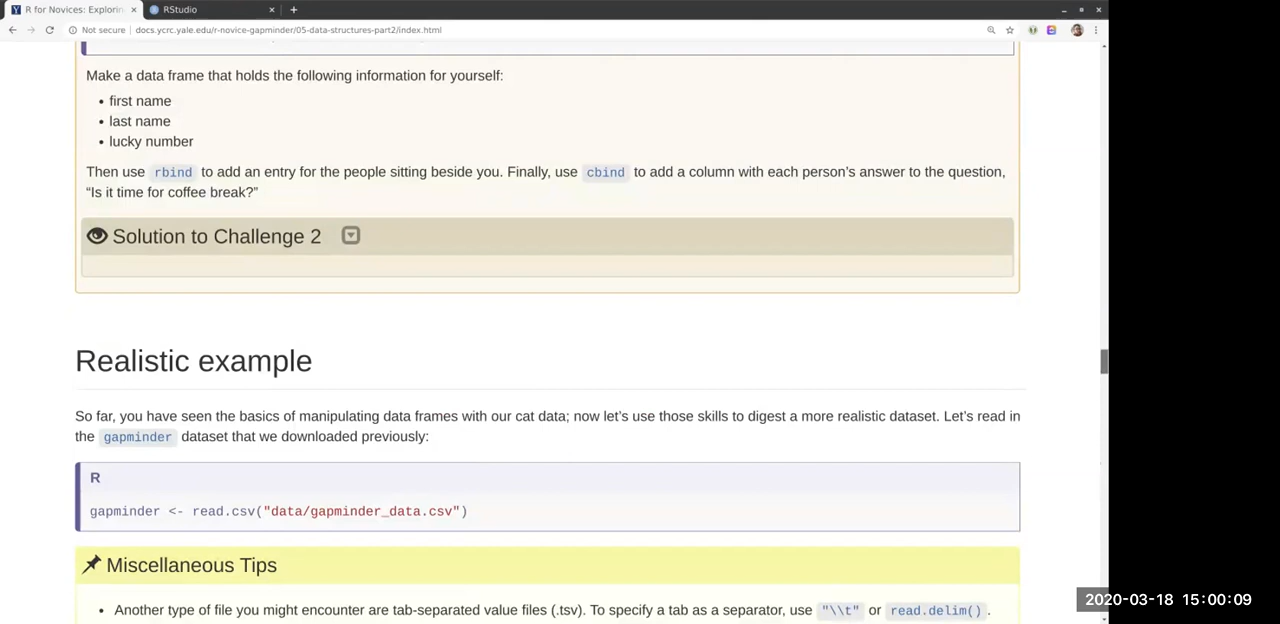 R for Novices: Explorin
RStudio
Not secure | docs.ycrc.yale.edu/r-novice-gapminder/05-data-structures-part2/index.html
Make a data frame that holds the following information for yourself:
• first name
• last name
• lucky number
Then use rbind to add an entry for the people sitting beside you. Finally, use cbind to add a column with each person's answer to the question,
“Is it time for coffee break?”
Solution to Challenge 2
Realistic example
So far, you have seen the basics of manipulating data frames with our cat data; now let's use those skills to digest a more realistic dataset. Let's read in
the gapminder dataset that we downloaded previously:
R
gapminder <- read.csv("data/gapminder_data.csv")
Miscellaneous Tips
• Another type of file you might encounter are tab-separated value files (.tsv). To specify a tab as a separator, use "\\t" or read.delim() .
2020-03-18 15:00:09